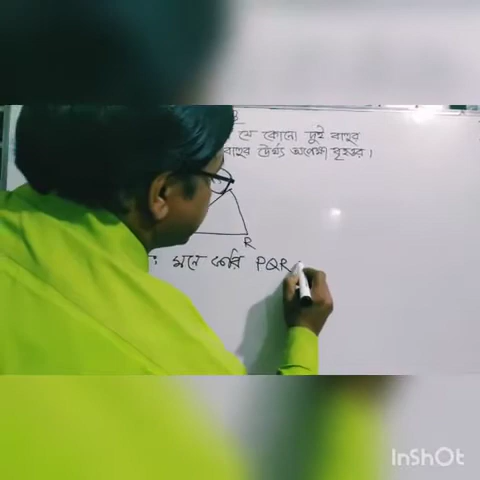 যে কোনো দুই বাহুর
বাহুর দৈর্ঘ্য অপেক্ষা বৃহত্তর।
R
: মনে করি PQR
InShOt